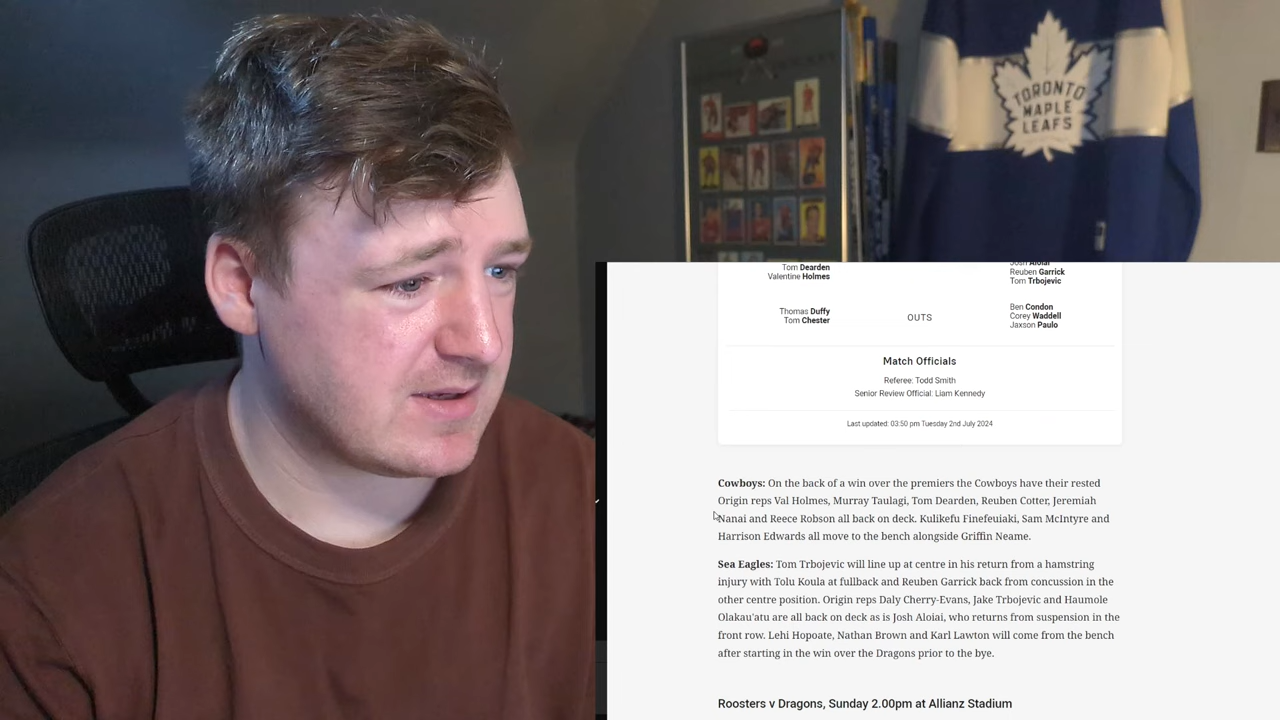 TORONTO
MAPLE
LEAFS
Tom Dearden
Valentine Holmes
Josh Aloiai
Reuben Garrick
Tom Trbojevic
Thomas Duffy
Tom Chester
OUTS
Ben Condon
Corey Waddell
Jaxson Paulo
Match Officials
Referee: Todd Smith
Senior Review Official: Liam Kennedy
Last updated: 03:50 pm Tuesday 2nd July 2024
Cowboys: On the back of a win over the premiers the Cowboys have their rested
Origin reps Val Holmes, Murray Taulagi, Tom Dearden, Reuben Cotter, Jeremiah
Nanai and Reece Robson all back on deck. Kulikefu Finefeuiaki, Sam McIntyre and
Harrison Edwards all move to the bench alongside Griffin Neame.
Sea Eagles: Tom Trbojevic will line up at centre in his return from a hamstring
injury with Tolu Koula at fullback and Reuben Garrick back from concussion in the
other centre position. Origin reps Daly Cherry-Evans, Jake Trbojevic and Haumole
Olakau'atu are all back on deck as is Josh Aloiai, who returns from suspension in the
front row. Lehi Hopoate, Nathan Brown and Karl Lawton will come from the bench
after starting in the win over the Dragons prior to the bye.
Roosters v Dragons, Sunday 2.00pm at Allianz Stadium